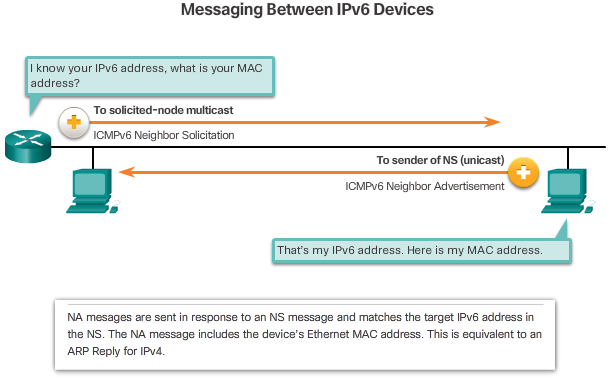 Messaging Between IPv6 Devices
I know your IPv6 address, what is your MAC
address?
To solicited-node multicast
ICMPv6 Neighbor Solicitation
To sender of NS (unicast)
ICMPv6 Neighbor Advertisement
That's my IPv6 address. Here is my MAC address.
NA mesages are sent in response to an NS message and matches the target IPv6 address in
the NS. The NA message includes the device's Ethernet MAC address. This is equivalent to an
ARP Reply for IPv4.